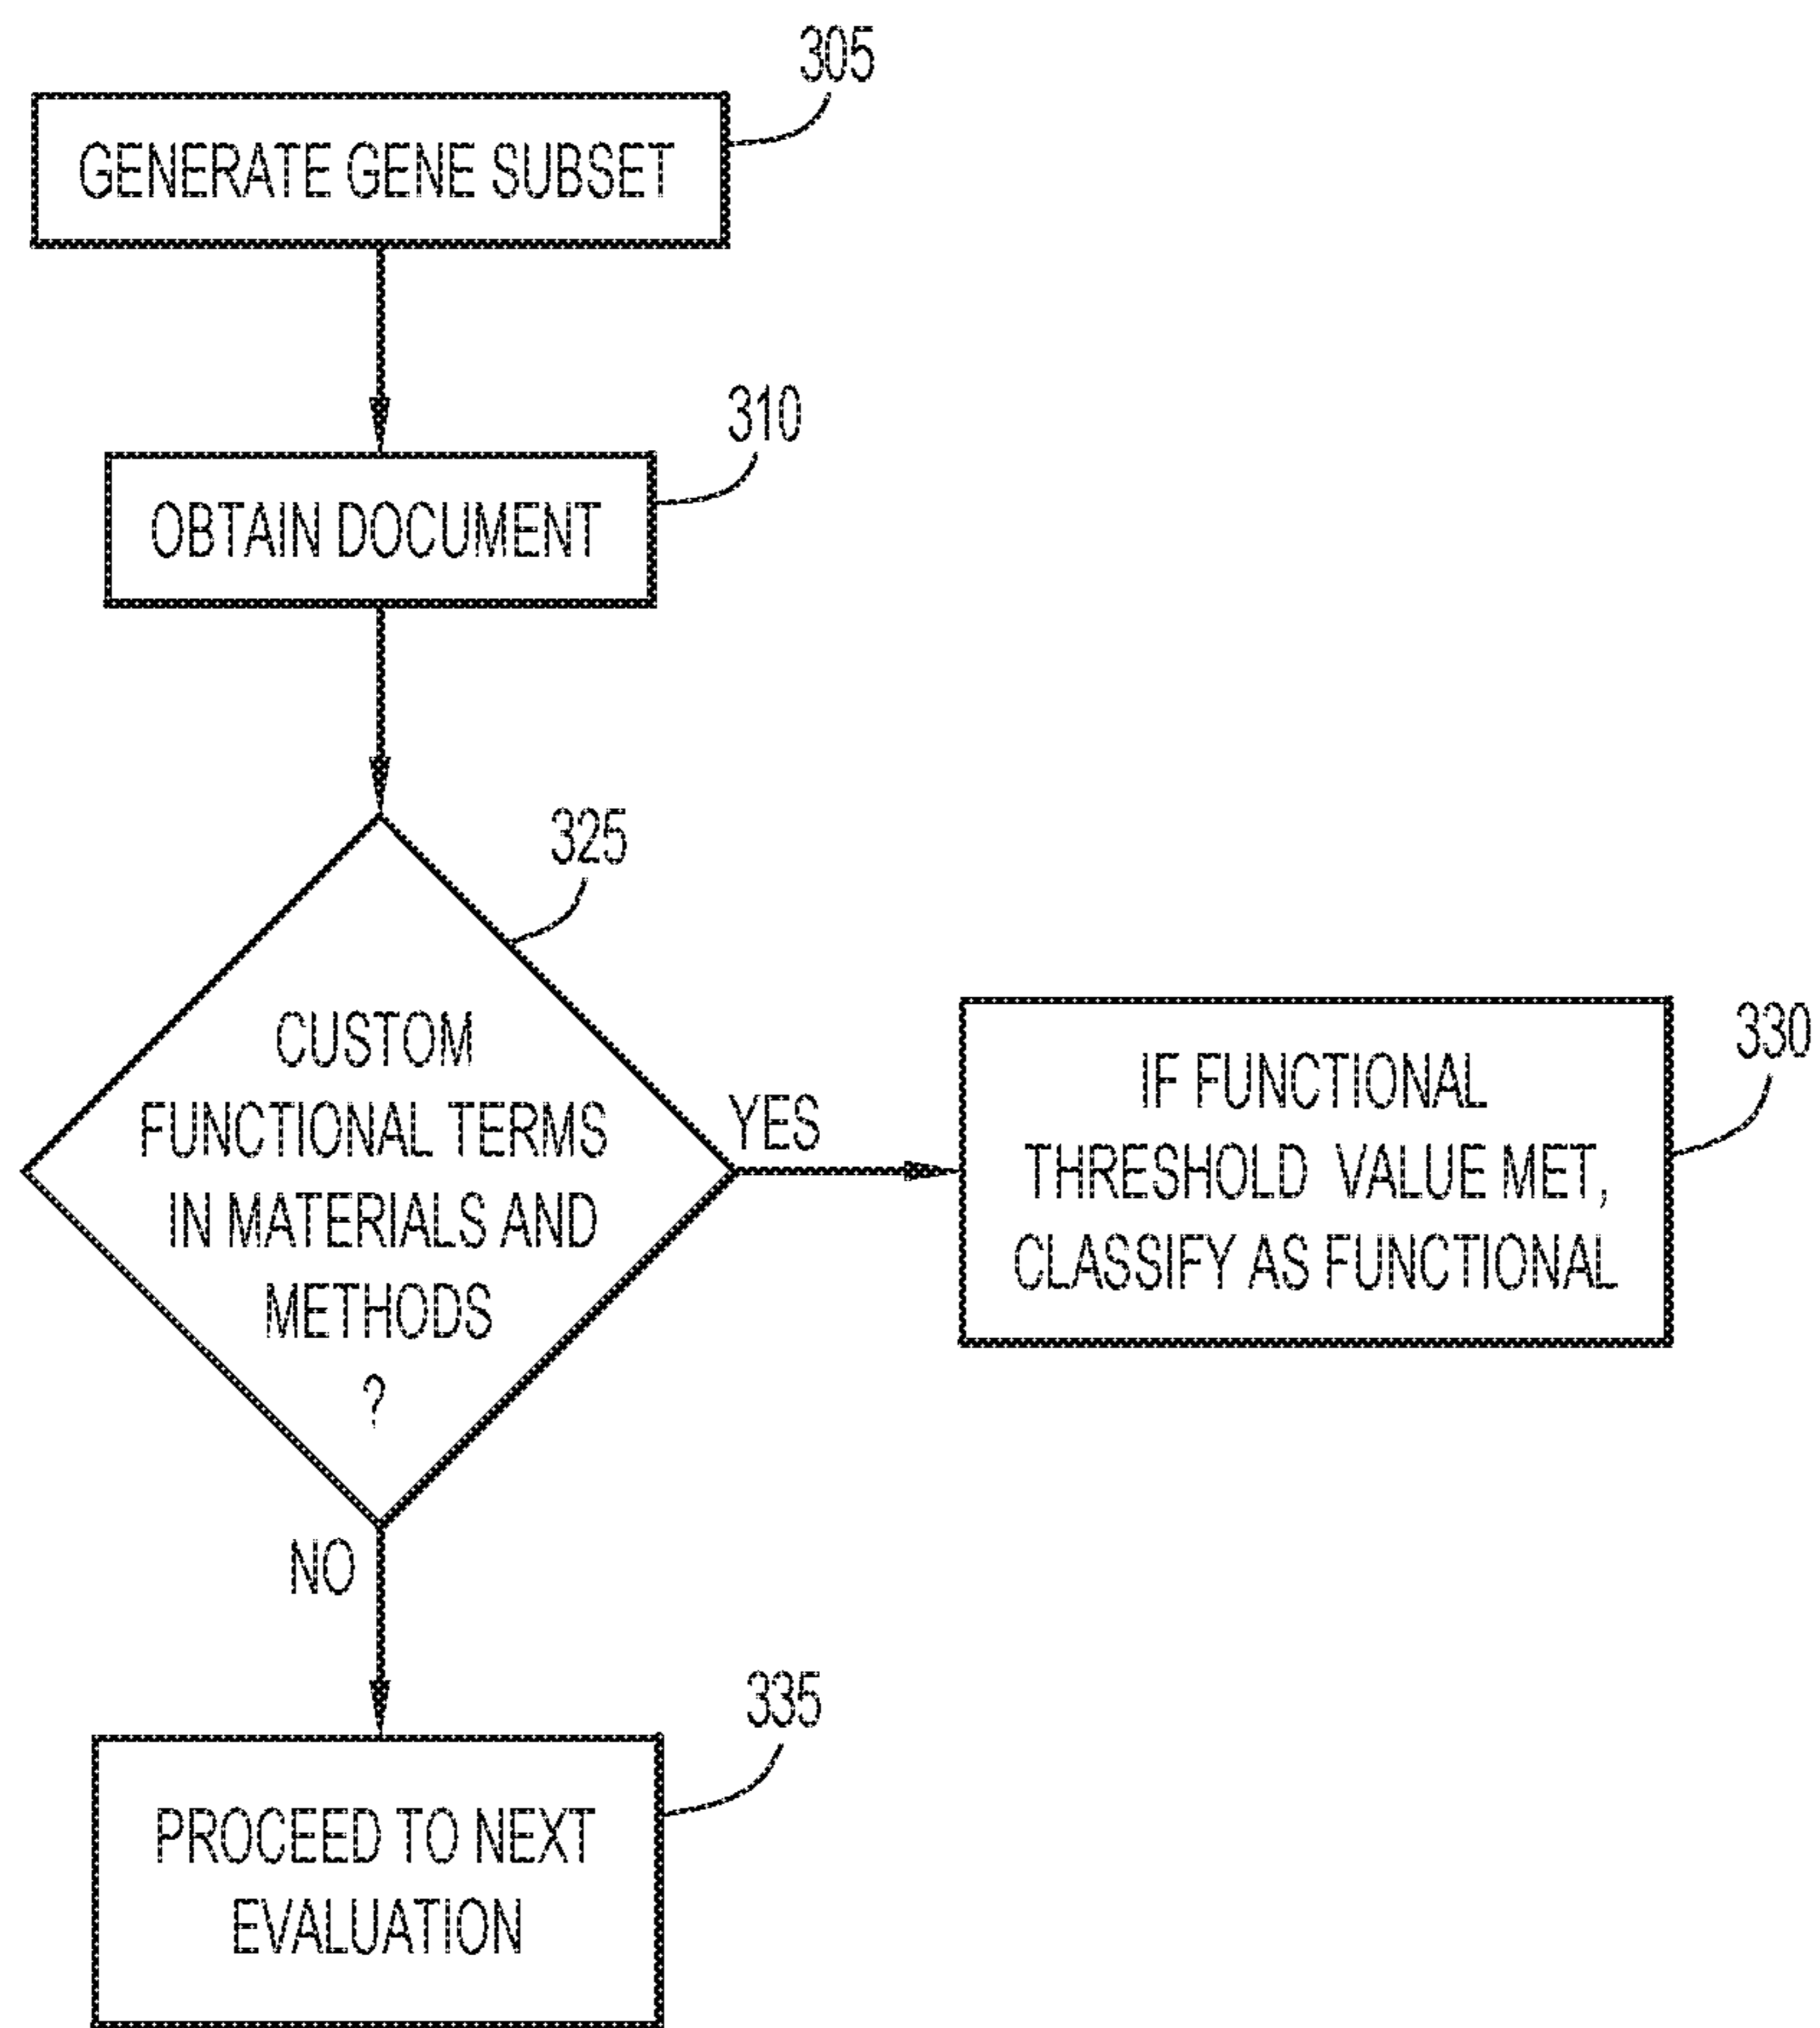 305
GENERATE GENE SUBSET
310
OBTAIN DOCUMENT
325
CUSTOM
FUNCTIONAL TERMS
IN MATERIALS AND
METHODS
?
YES
330
IF FUNCTIONAL
THRESHOLD VALUE MET,
CLASSIFY AS FUNCTIONAL
NO
335
PROCEED TO NEXT
EVALUATION